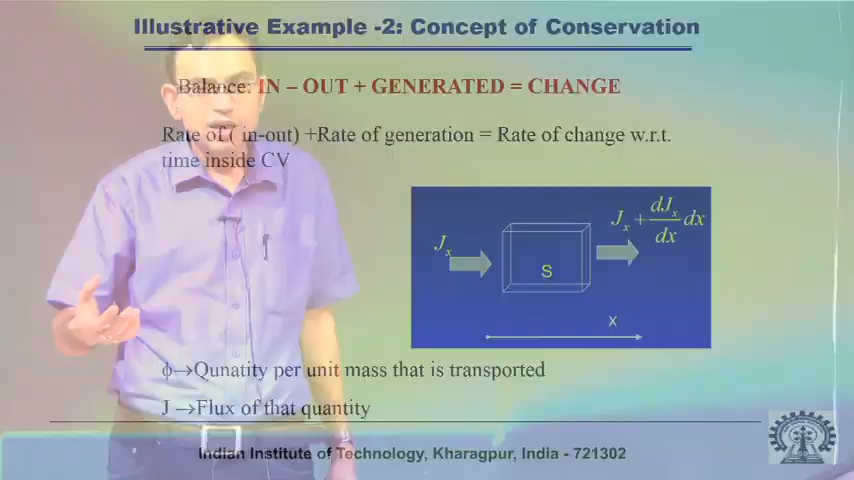 Illustrative Example -2: Concept of Conservation
Balance: IN – OUT + GENERATED = CHANGE
Rate of ( in-out) +Rate of generation = Rate of change w.r.t.
time inside CV
J_x
J_x + dJ_x/dx dx
S
x
ϕ→Qunatity per unit mass that is transported
J →Flux of that quantity
Indian Institute of Technology, Kharagpur, India - 721302